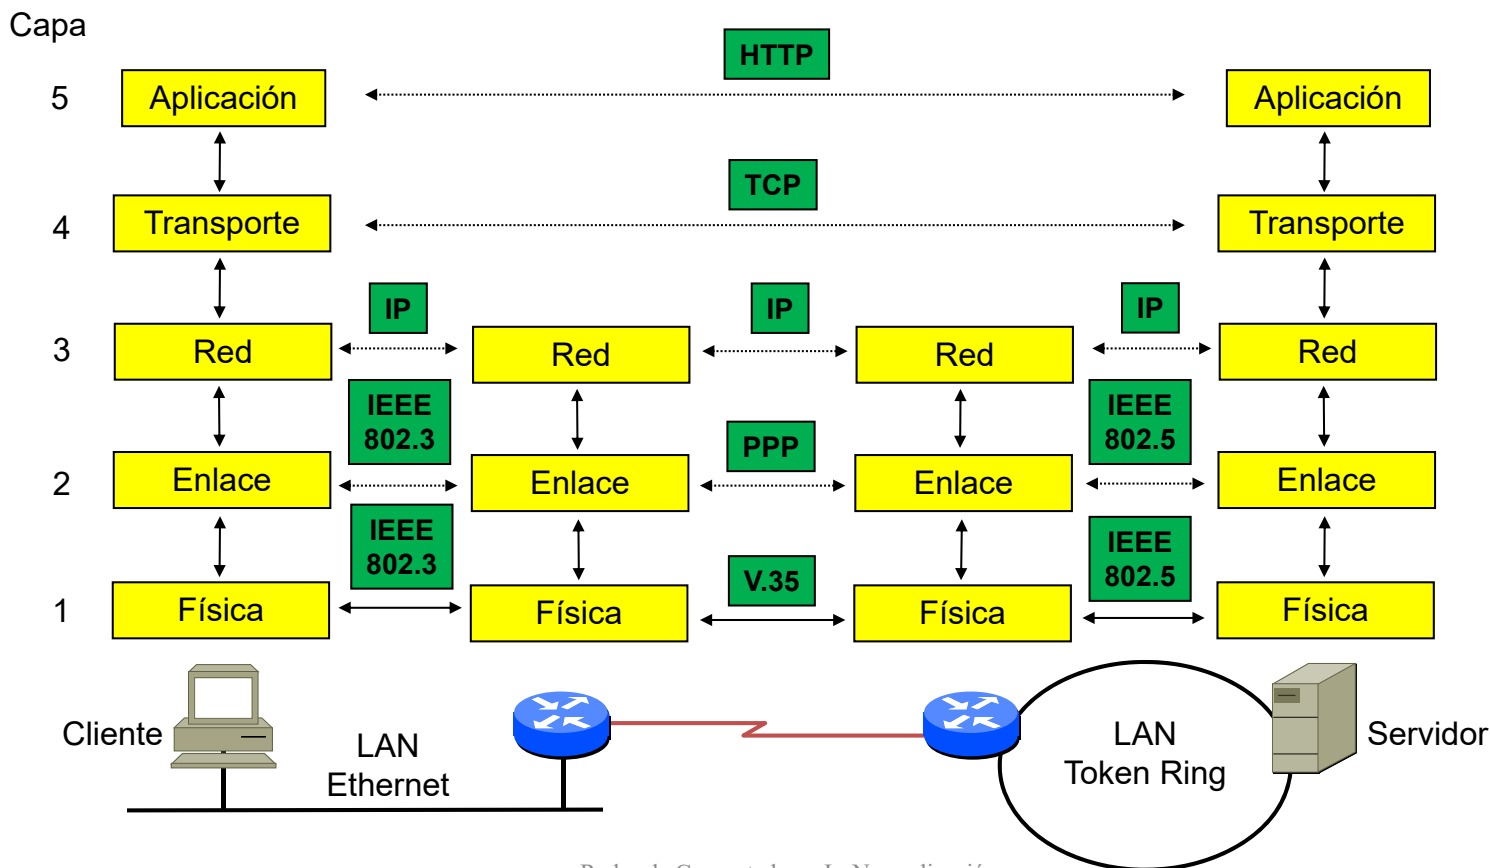 Capa
HTTP
5
Aplicación
Aplicación
TCP
4
Transporte
Transporte
IP
IP
IP
3
Red
Red
Red
Red
IEEE
802.3
PPP
IEEE
802.5
2
Enlace
Enlace
Enlace
Enlace
IEEE
802.3
V.35
IEEE
802.5
1
Física
Física
Física
Física
Cliente
LAN
Ethernet
LAN
Token Ring
Servidor